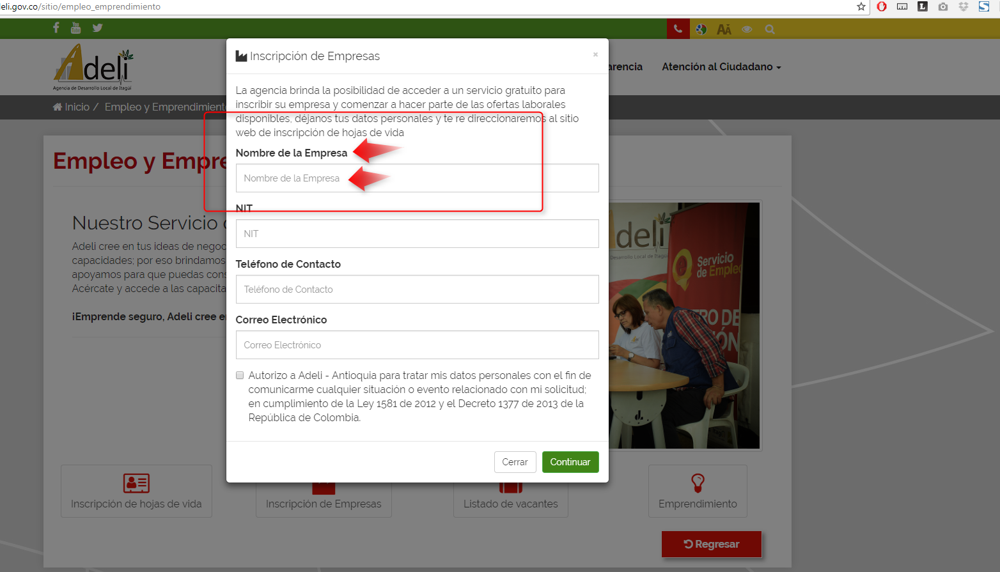 deli.gov.co/sitio/empleo_emprendimiento
You Tube
AA
Adeli
Agencia de Desarrollo Local de Itagüí
Inscripción de Empresas
×
arencia
Atención al Ciudadano
Inicio / Empleo y Emprendimiento
La agencia brinda la posibilidad de acceder a un servicio gratuito para
inscribir su empresa y comenzar a hacer parte de las ofertas laborales
disponibles, déjanos tus datos personales y te re direccionaremos al sitio
web de inscripción de hojas de vida
Empleo y Empre
Nombre de la Empresa
Nombre de la Empresa
NIT
NIT
Teléfono de Contacto
Teléfono de Contacto
Correo Electrónico
Correo Electrónico
Autorizo a Adeli - Antioquia para tratar mis datos personales con el fin de
comunicarme cualquier situación o evento relacionado con mi solicitud;
en cumplimiento de la Ley 1581 de 2012 y el Decreto 1377 de 2013 de la
República de Colombia.
Cerrar
Continuar
Nuestro Servicio
Adeli cree en tus ideas de negoc
capacidades; por eso brindamos
apoyamos para que puedas cons
Acércate y accede a las capacita
¡Emprende seguro, Adeli cree e
adeli
Desarrollo Local de Itagüí
Servicio
de Empleo
RO DE
IÓN
Inscripción de hojas de vida
Inscripción de Empresas
Listado de vacantes
Emprendimiento
Regresar